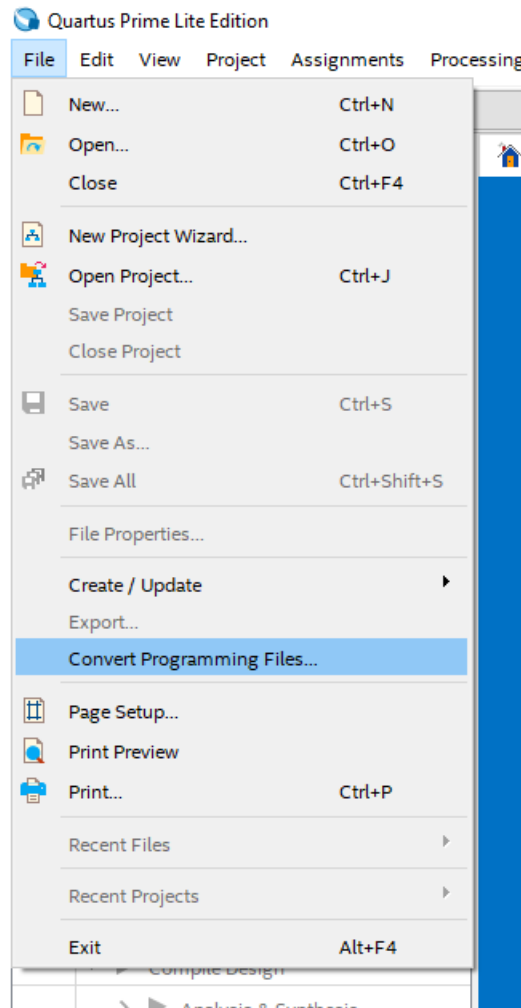 Quartus Prime Lite Edition
File Edit View Project Assignments Processing
New... Ctrl+N
Open... Ctrl+O
Close Ctrl+F4
New Project Wizard...
Open Project... Ctrl+J
Save Project
Close Project
Save Ctrl+S
Save As...
Save All Ctrl+Shift+S
File Properties...
Create / Update
Export...
Convert Programming Files...
Page Setup...
Print Preview
Print... Ctrl+P
Recent Files
Recent Projects
Exit Alt+F4
Compile Design
Analysis & Synthesis